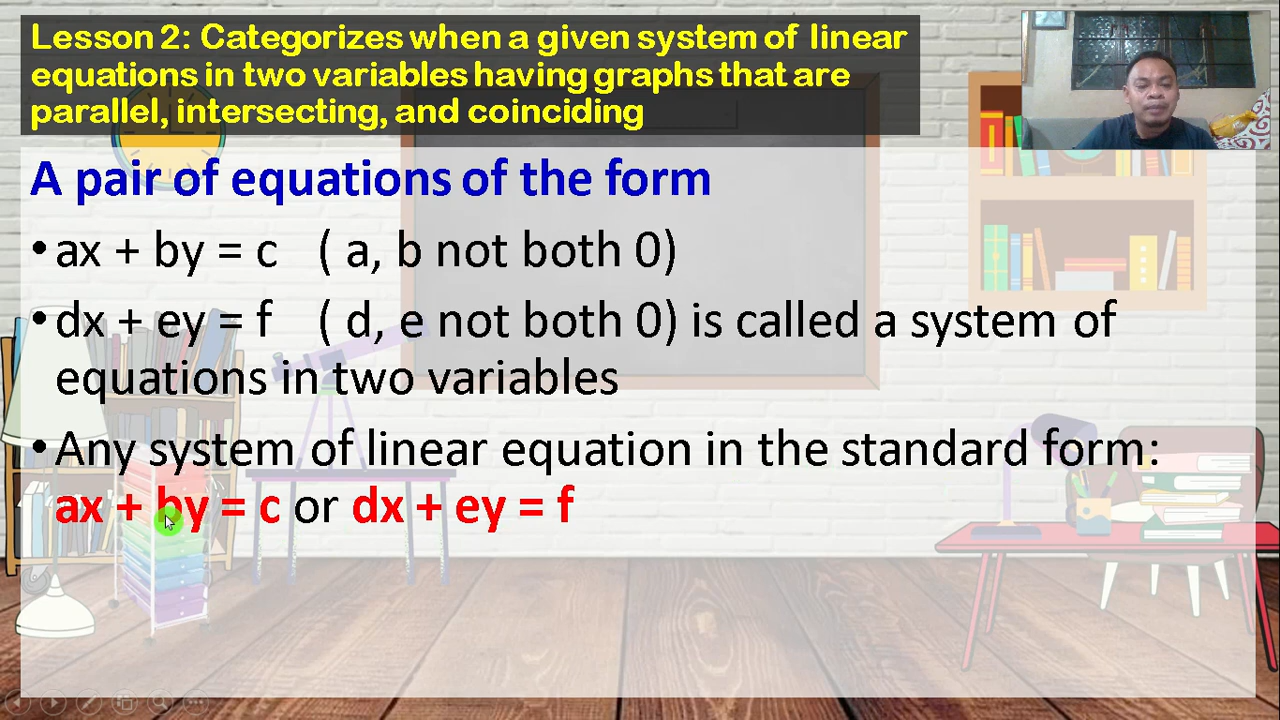 Lesson 2: Categorizes when a given system of linear
equations in two variables having graphs that are
parallel, intersecting, and coinciding
A pair of equations of the form
• ax + by = c ( a, b not both 0)
• dx + ey = f ( d, e not both 0) is called a system of
equations in two variables
• Any system of linear equation in the standard form:
ax + by = c or dx + ey = f